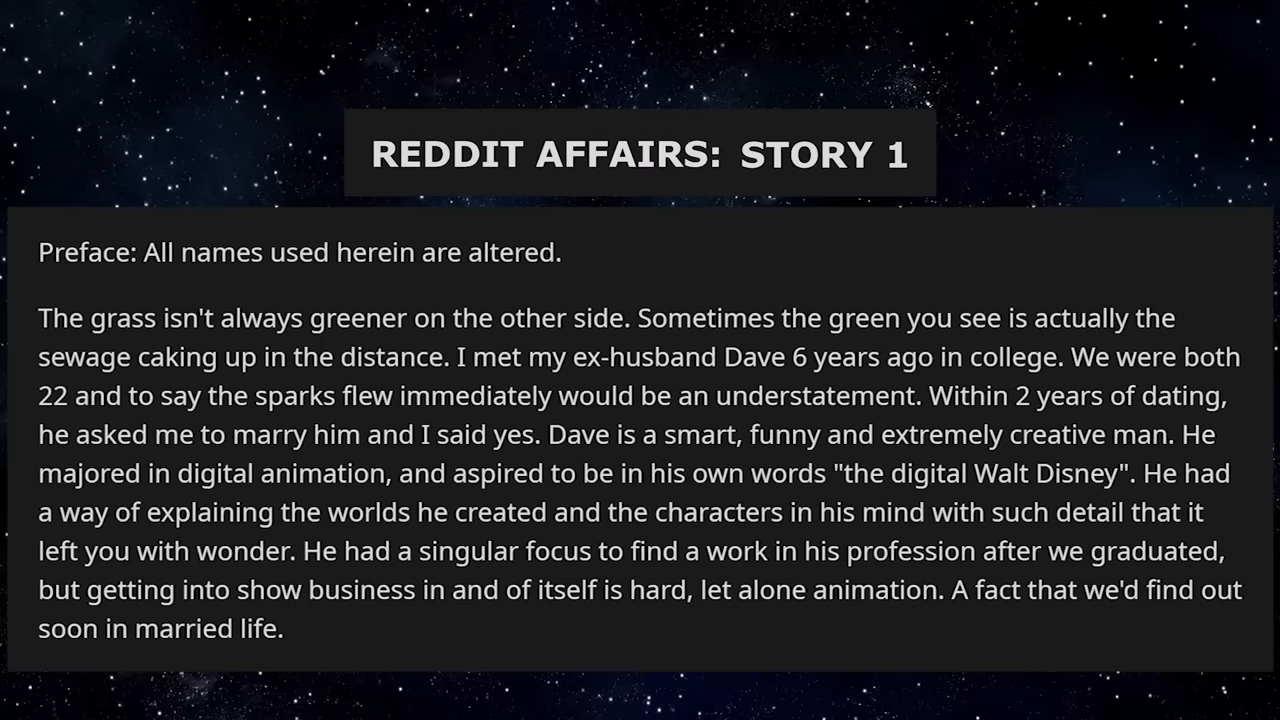 REDDIT AFFAIRS: STORY 1
Preface: All names used herein are altered.
The grass isn't always greener on the other side. Sometimes the green you see is actually the
sewage caking up in the distance. I met my ex-husband Dave 6 years ago in college. We were both
22 and to say the sparks flew immediately would be an understatement. Within 2 years of dating,
he asked me to marry him and I said yes. Dave is a smart, funny and extremely creative man. He
majored in digital animation, and aspired to be in his own words "the digital Walt Disney". He had
a way of explaining the worlds he created and the characters in his mind with such detail that it
left you with wonder. He had a singular focus to find a work in his profession after we graduated,
but getting into show business in and of itself is hard, let alone animation. A fact that we'd find out
soon in married life.